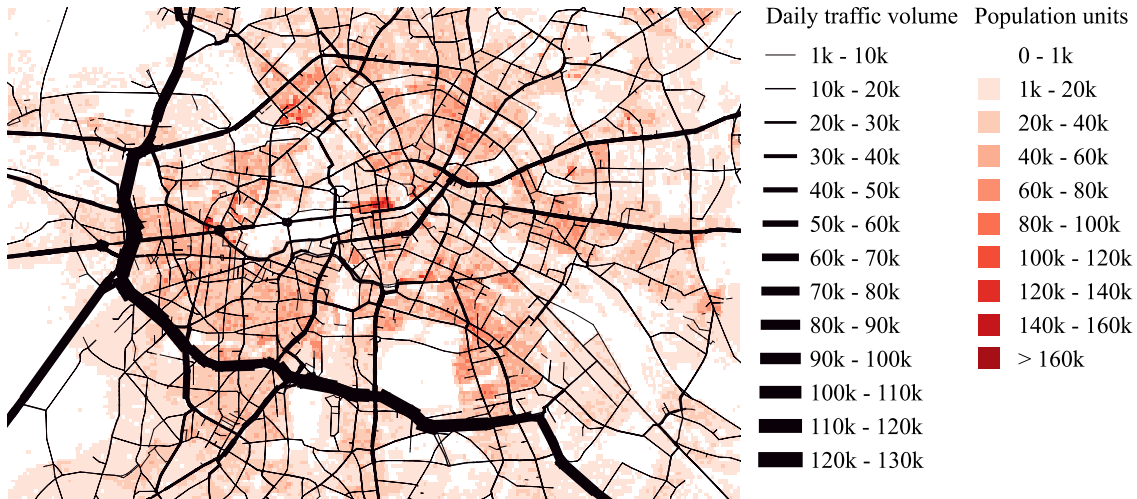 Daily traffic volume Population units
1k - 10k 0 - 1k
10k - 20k 1k - 20k
20k - 30k 20k - 40k
30k - 40k 40k - 60k
40k - 50k 60k - 80k
50k - 60k 80k - 100k
60k - 70k 100k - 120k
70k - 80k 120k - 140k
80k - 90k 140k - 160k
90k - 100k > 160k
100k - 110k
110k - 120k
120k - 130k